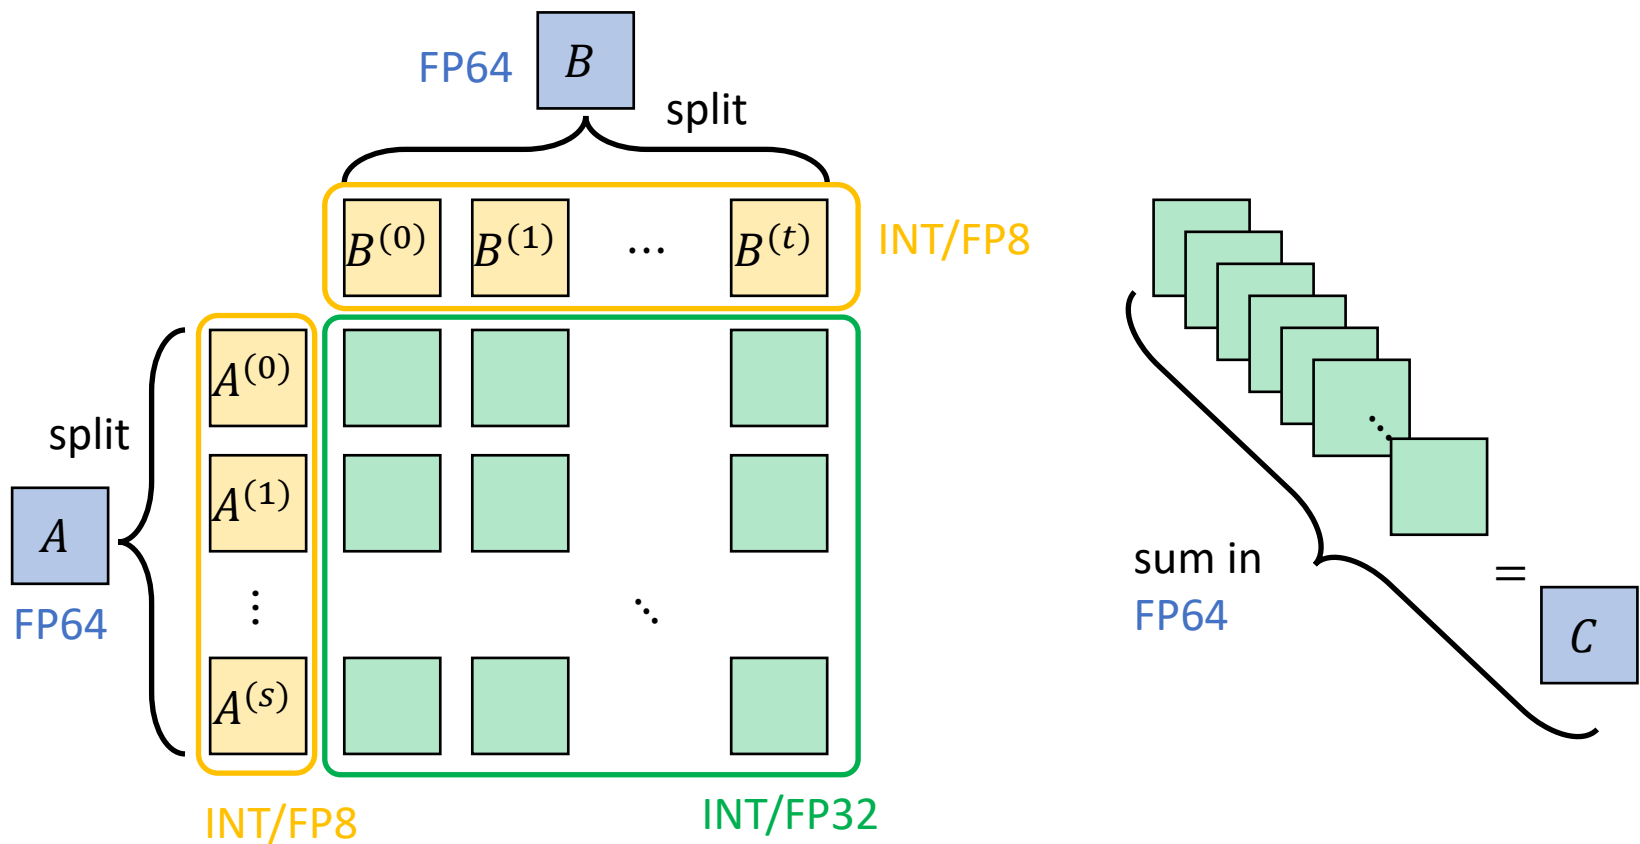 FP64
B
split
B^(0) B^(1) ... B^(t)
INT/FP8
A^(0)
split
A^(1)
A
FP64
⋮
⋱
A^(s)
INT/FP8
INT/FP32
⋱
sum in
FP64
=
C